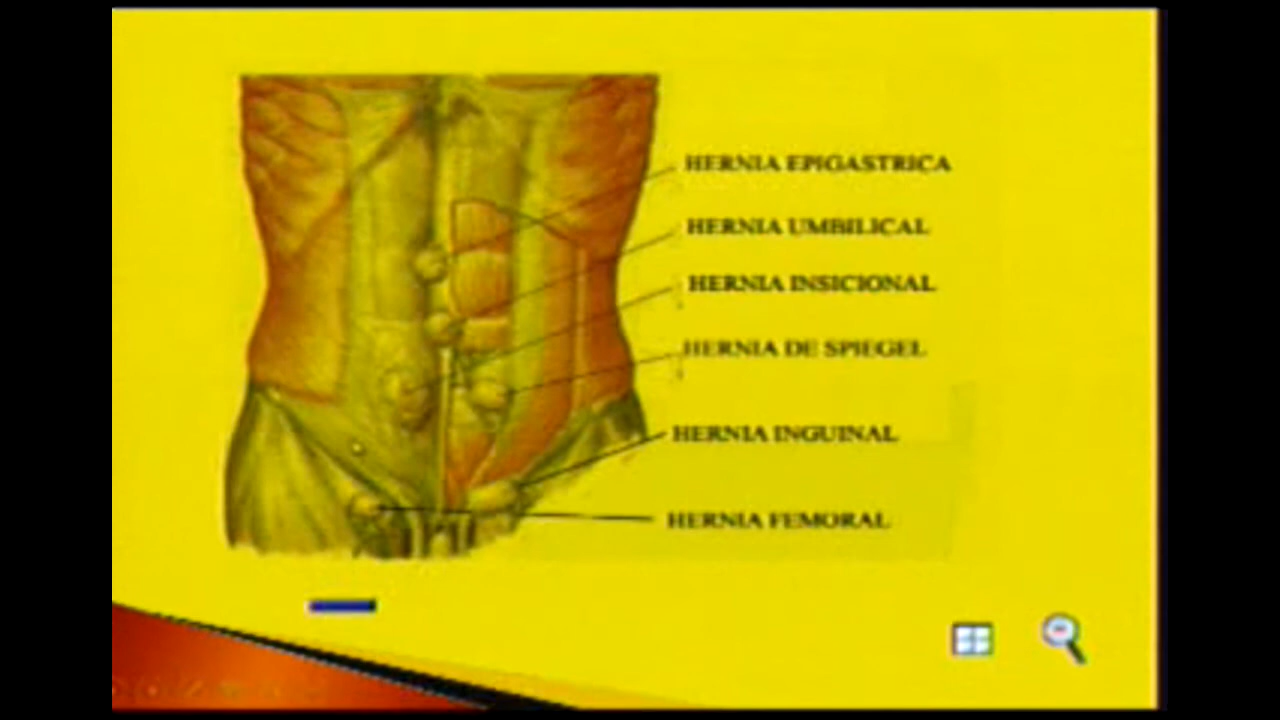 HERNIA EPIGASTRICA
HERNIA UMBILICAL
HERNIA INSICIONAL
HERNIA DE SPIEGEL
HERNIA INGUINAL
HERNIA FEMORAL